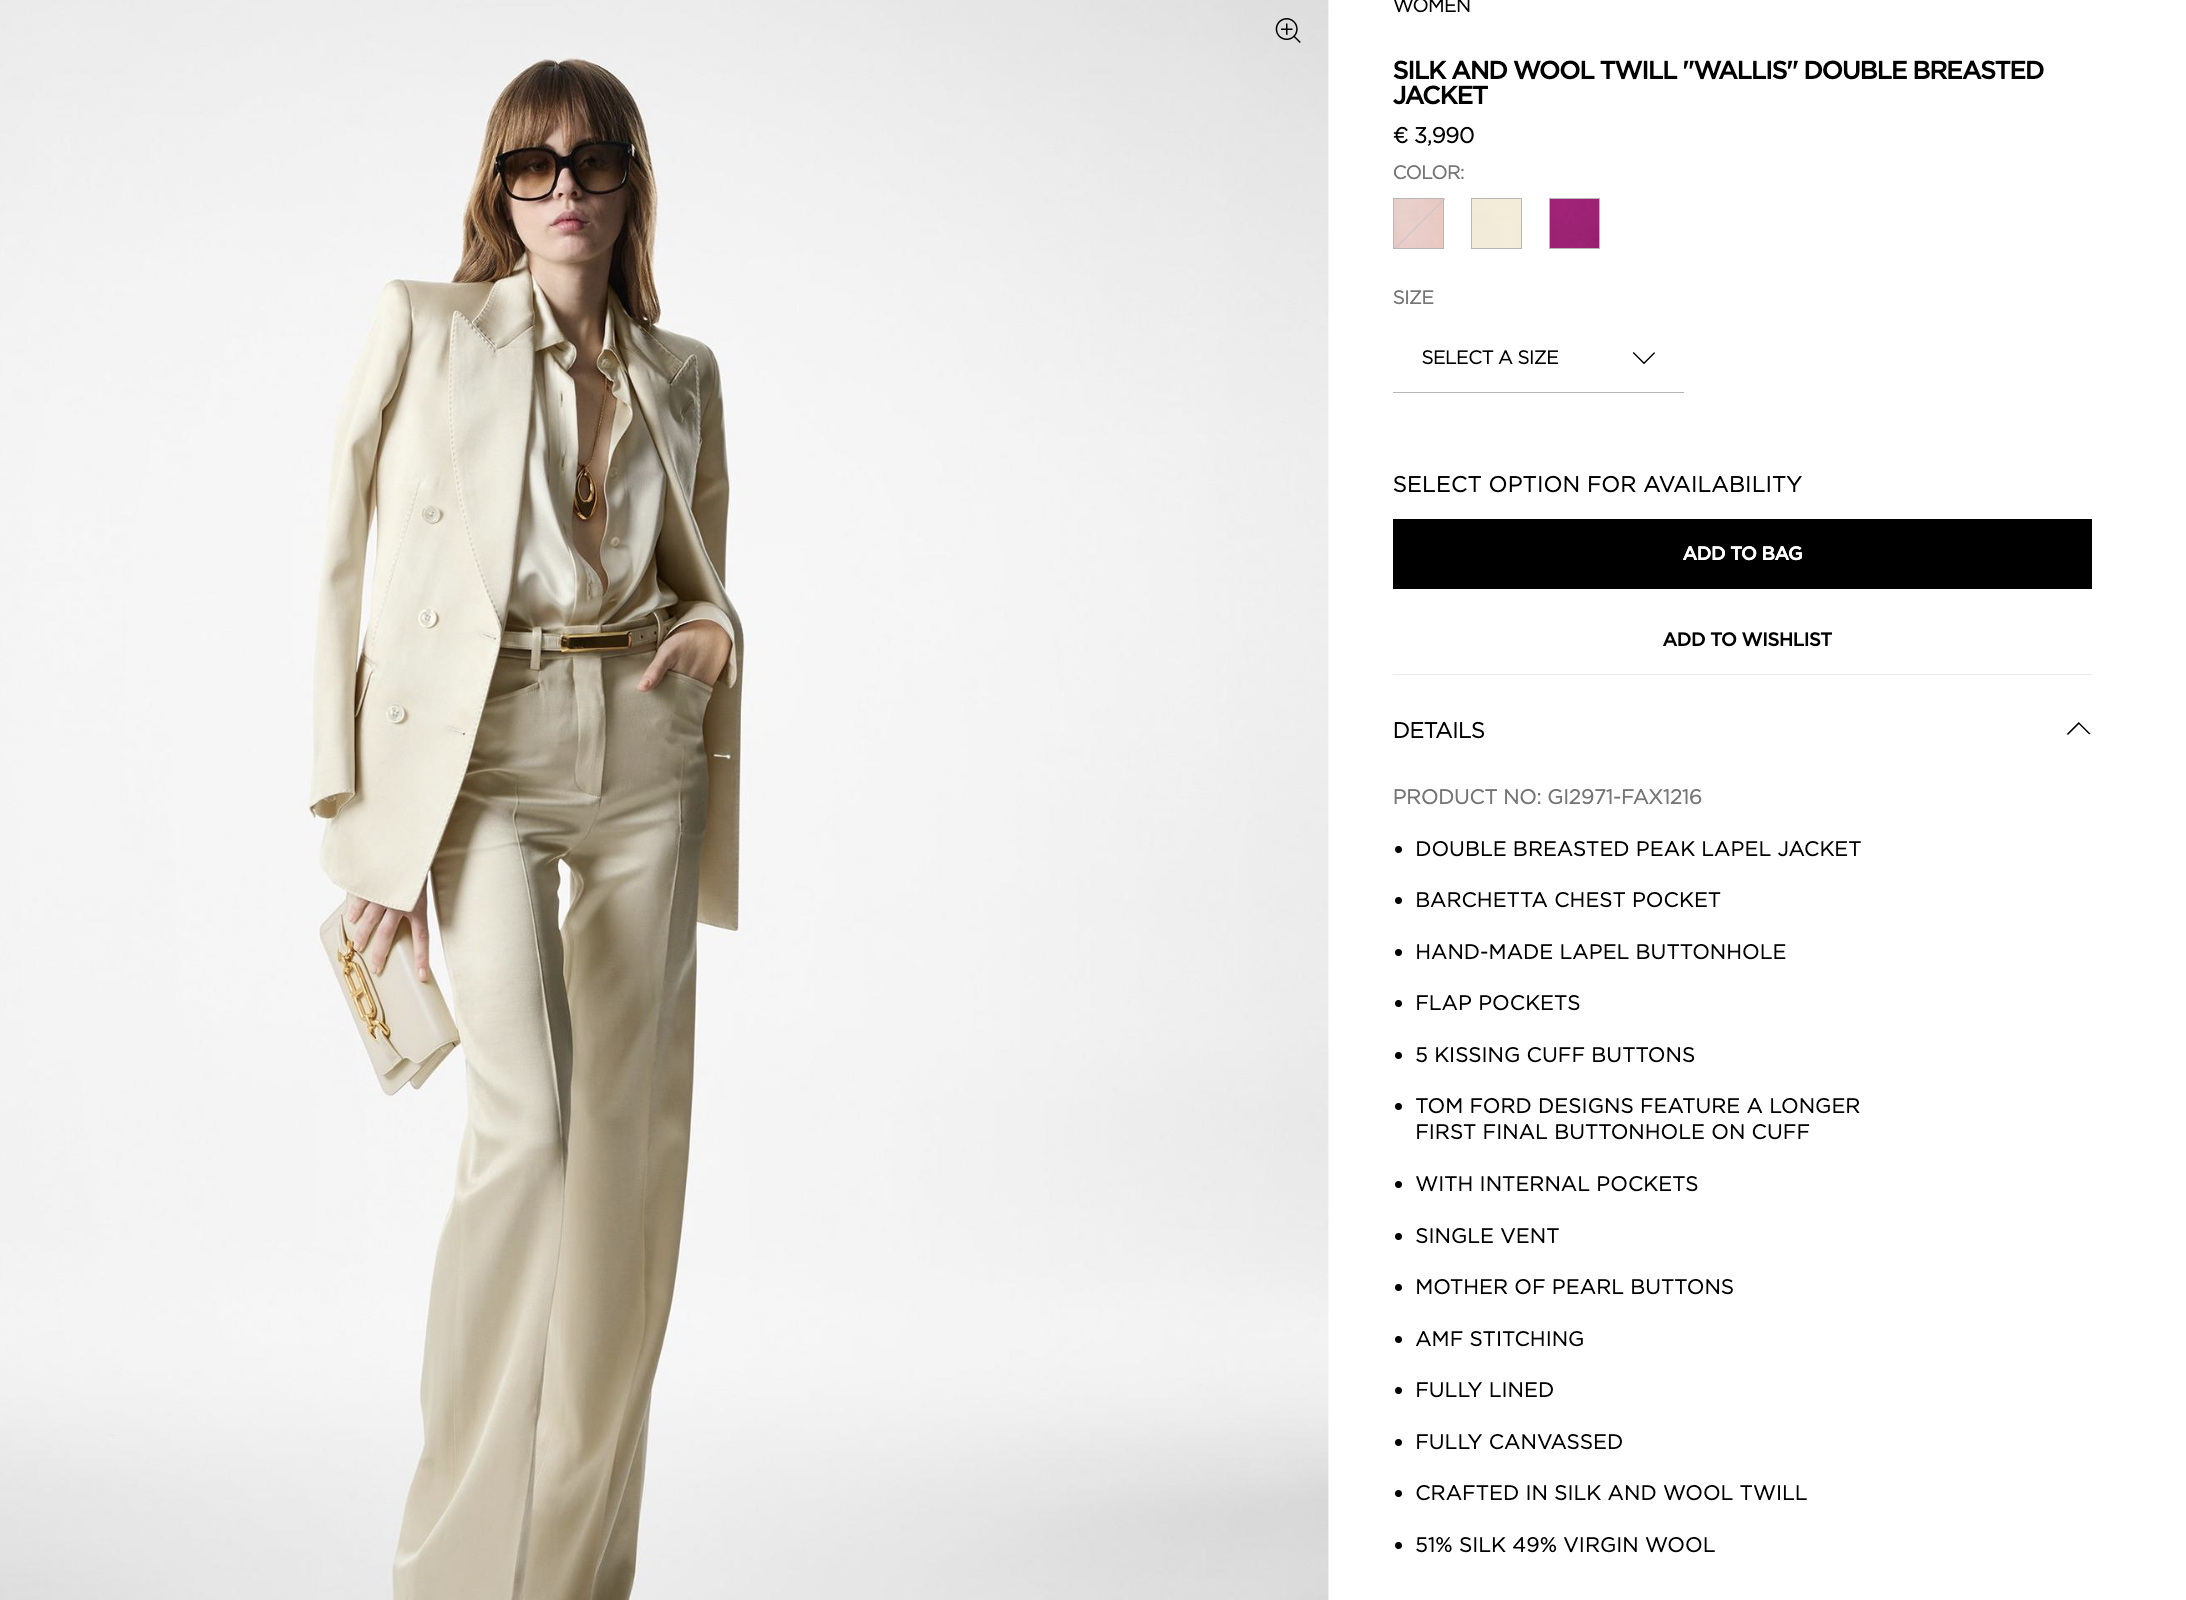 WOMEN
SILK AND WOOL TWILL "WALLIS" DOUBLE BREASTED
JACKET
€ 3,990
COLOR:
SIZE
SELECT A SIZE
SELECT OPTION FOR AVAILABILITY
ADD TO BAG
ADD TO WISHLIST
DETAILS
PRODUCT NO: GI2971-FAX1216
DOUBLE BREASTED PEAK LAPEL JACKET
BARCHETTA CHEST POCKET
HAND-MADE LAPEL BUTTONHOLE
FLAP POCKETS
5 KISSING CUFF BUTTONS
TOM FORD DESIGNS FEATURE A LONGER
FIRST FINAL BUTTONHOLE ON CUFF
WITH INTERNAL POCKETS
SINGLE VENT
MOTHER OF PEARL BUTTONS
AMF STITCHING
FULLY LINED
FULLY CANVASSED
CRAFTED IN SILK AND WOOL TWILL
51% SILK 49% VIRGIN WOOL